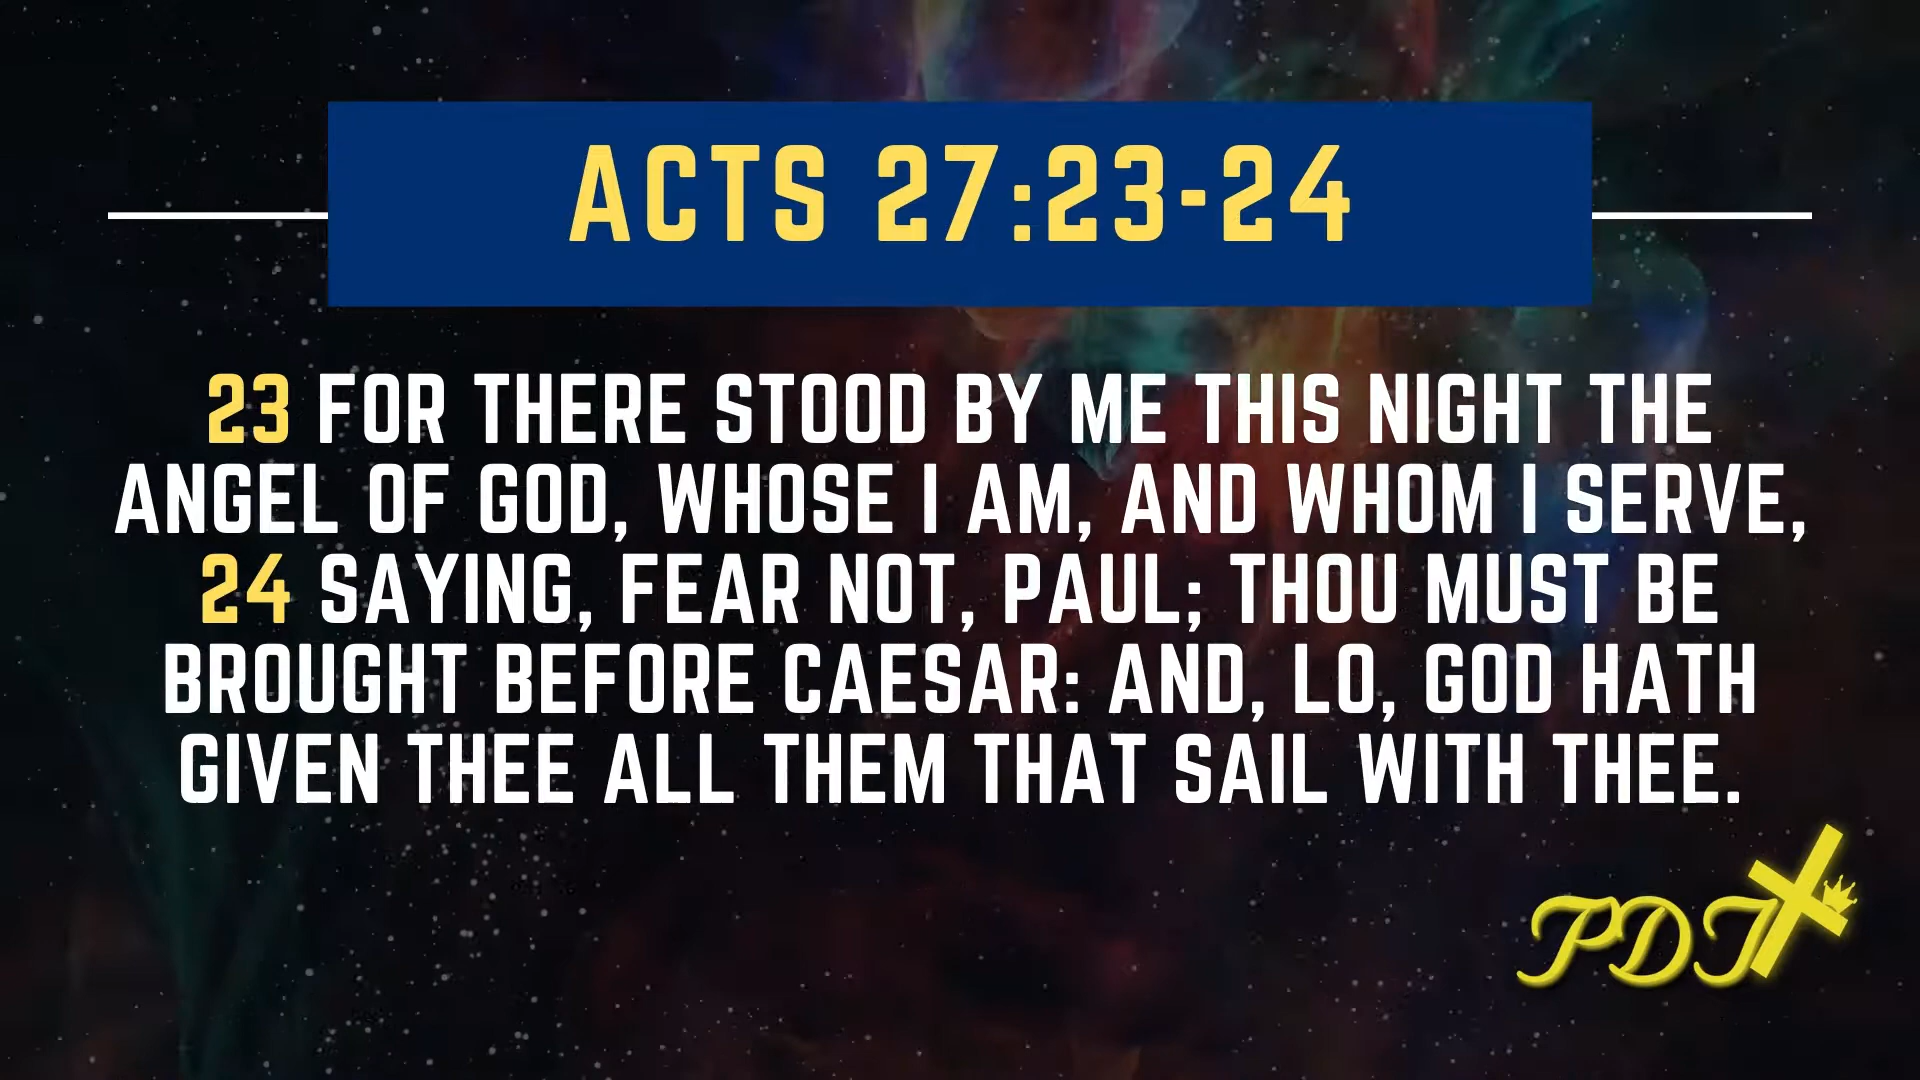 ACTS 27:23-24
23 FOR THERE STOOD BY ME THIS NIGHT THE
ANGEL OF GOD, WHOSE I AM, AND WHOM I SERVE,
24 SAYING, FEAR NOT, PAUL; THOU MUST BE
BROUGHT BEFORE CAESAR: AND, LO, GOD HATH
GIVEN THEE ALL THEM THAT SAIL WITH THEE.